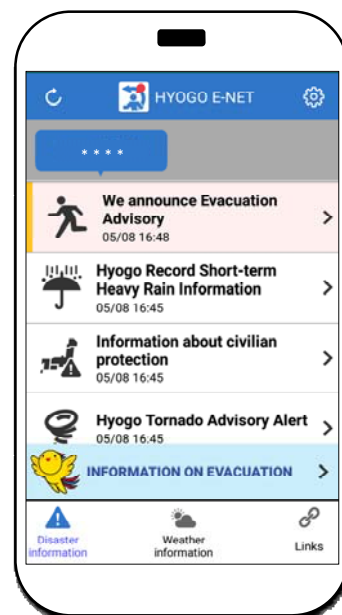 HYOGO E-NET
* * * *
We announce Evacuation
Advisory
05/08 16:48
Hyogo Record Short-term
Heavy Rain Information
05/08 16:45
Information about civilian
protection
05/08 16:45
Hyogo Tornado Advisory Alert
05/08 16:45
INFORMATION ON EVACUATION
Disaster
information
Weather
information
Links